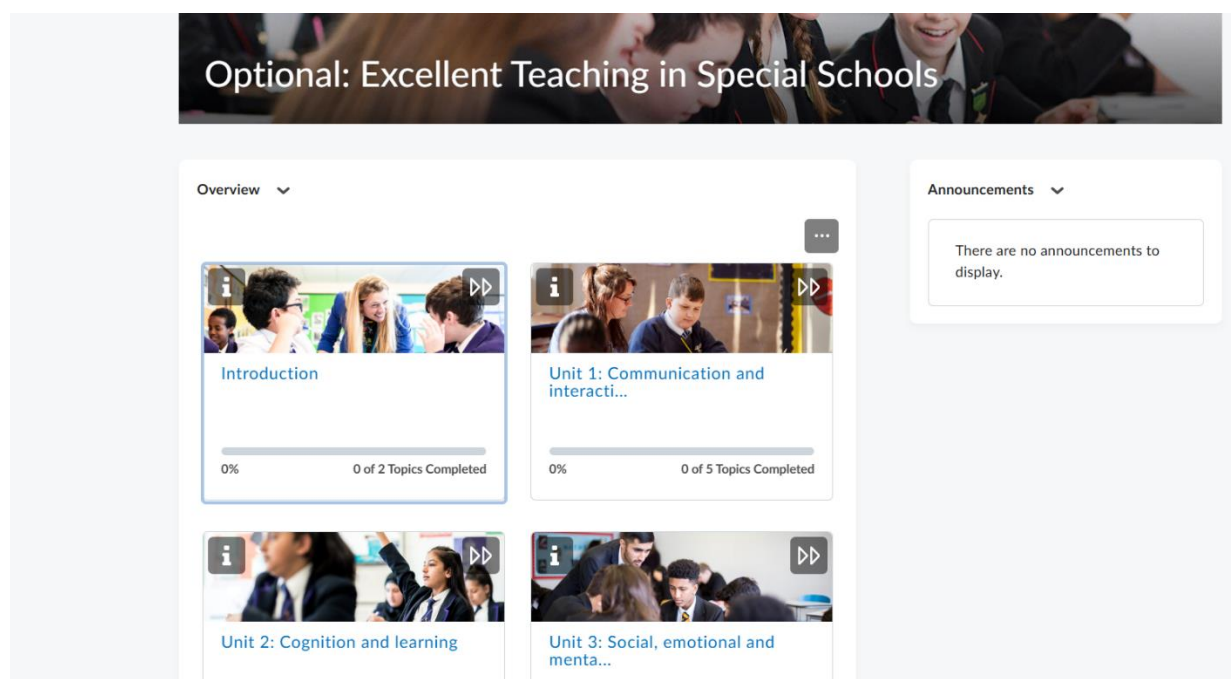 Optional: Excellent Teaching in Special Schools
Overview
Announcements
There are no announcements to
display.
Introduction
0%
0 of 2 Topics Completed
Unit 1: Communication and
interacti...
0%
0 of 5 Topics Completed
Unit 2: Cognition and learning
Unit 3: Social, emotional and
menta...